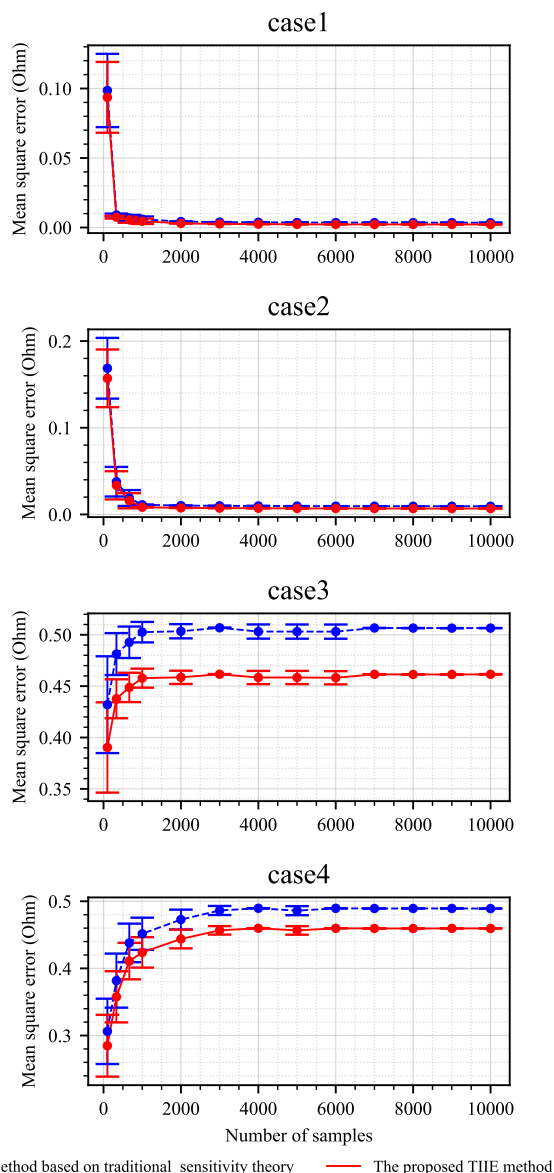 case1
Mean square error (Ohm)
0.10
0.05
0.00
0 2000 4000 6000 8000 10000
case2
Mean square error (Ohm)
0.2
0.1
0.0
0 2000 4000 6000 8000 10000
case3
Mean square error (Ohm)
0.50
0.45
0.40
0.35
0 2000 4000 6000 8000 10000
case4
Mean square error (Ohm)
0.5
0.4
0.3
0 2000 4000 6000 8000 10000
Number of samples
ethod based on traditional sensitivity theory The proposed TIIE method